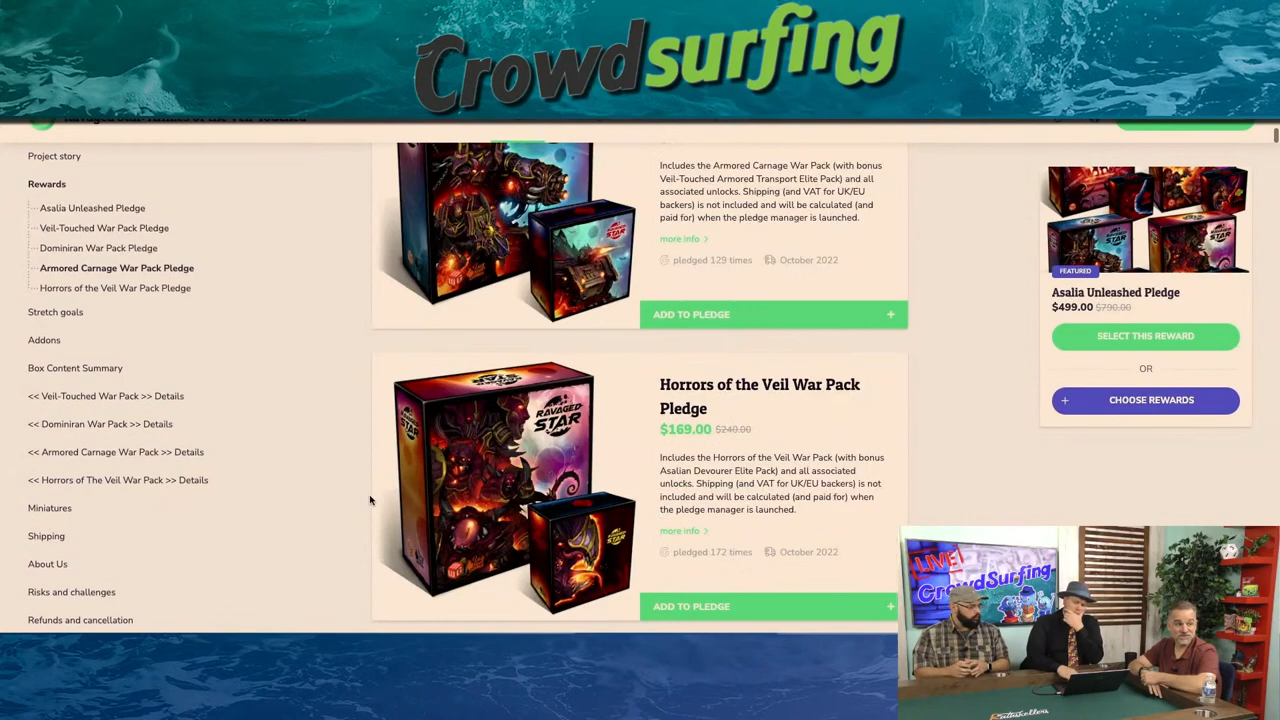 Crowdsurfing
Ravaged Star: Armies of the Veil-Touched
Project story
Rewards
Asalia Unleashed Pledge
Veil-Touched War Pack Pledge
Dominiran War Pack Pledge
Armored Carnage War Pack Pledge
Horrors of the Veil War Pack Pledge
Stretch goals
Addons
Box Content Summary
<< Veil-Touched War Pack >> Details
<< Dominiran War Pack >> Details
<< Armored Carnage War Pack >> Details
<< Horrors of The Veil War Pack >> Details
Miniatures
Shipping
About Us
Risks and challenges
Refunds and cancellation
Includes the Armored Carnage War Pack (with bonus
Veil-Touched Armored Transport Elite Pack) and all
associated unlocks. Shipping (and VAT for UK/EU
backers) is not included and will be calculated (and
paid for) when the pledge manager is launched.
more info >
pledged 129 times October 2022
ADD TO PLEDGE +
RAVAGED
STAR
Horrors of the Veil War Pack
Pledge
$169.00 $240.00
Includes the Horrors of the Veil War Pack (with bonus
Asalian Devourer Elite Pack) and all associated
unlocks. Shipping (and VAT for UK/EU backers) is not
included and will be calculated (and paid for) when
the pledge manager is launched.
more info >
pledged 172 times October 2022
ADD TO PLEDGE +
FEATURED
Asalia Unleashed Pledge
$499.00 $790.00
SELECT THIS REWARD
OR
+ CHOOSE REWARDS
LIVE!
CrowdSurfing